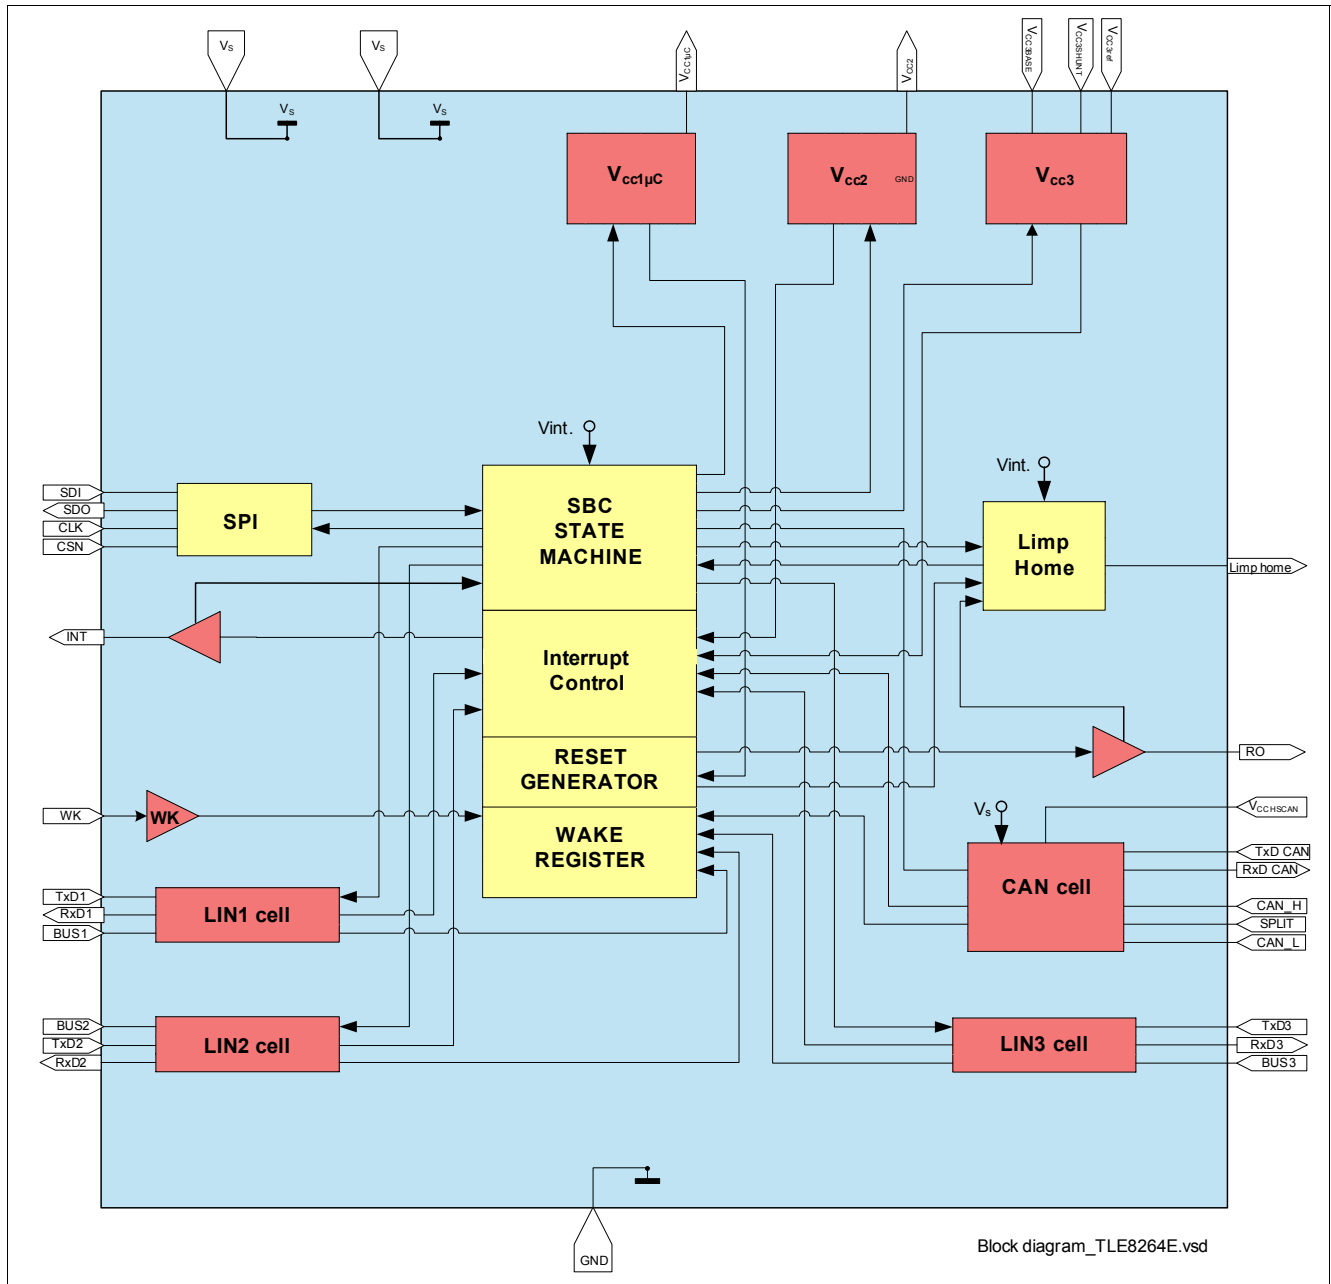 Vs
Vs
VCC1µC
VCC2
VCC3BASE
VCC3SHUNT
VCC3ref
Vs
Vs
Vcc1µC
Vcc2
GND
Vcc3
Vint.
Vint.
SDI
SDO
CLK
CSN
SPI
SBC
STATE
MACHINE
Limp
Home
Limp home
INT
Interrupt
Control
RESET
GENERATOR
RO
WK
WK
WAKE
REGISTER
Vs
VCCHSCAN
CAN cell
TxD CAN
RxD CAN
CAN_H
SPLIT
CAN_L
TxD1
RxD1
BUS1
LIN1 cell
BUS2
TxD2
RxD2
LIN2 cell
LIN3 cell
TxD3
RxD3
BUS3
GND
Block diagram_TLE8264E.vsd